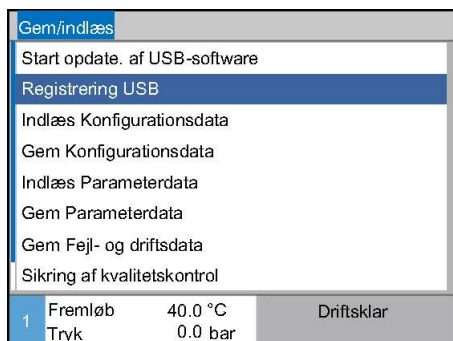 Gem/indlæs
Start opdate. af USB-software
Registrering USB
Indlæs Konfigurationsdata
Gem Konfigurationsdata
Indlæs Parameterdata
Gem Parameterdata
Gem Fejl- og driftsdata
Sikring af kvalitetskontrol
1 Fremløb 40.0 °C Driftsklar
Tryk 0.0 bar